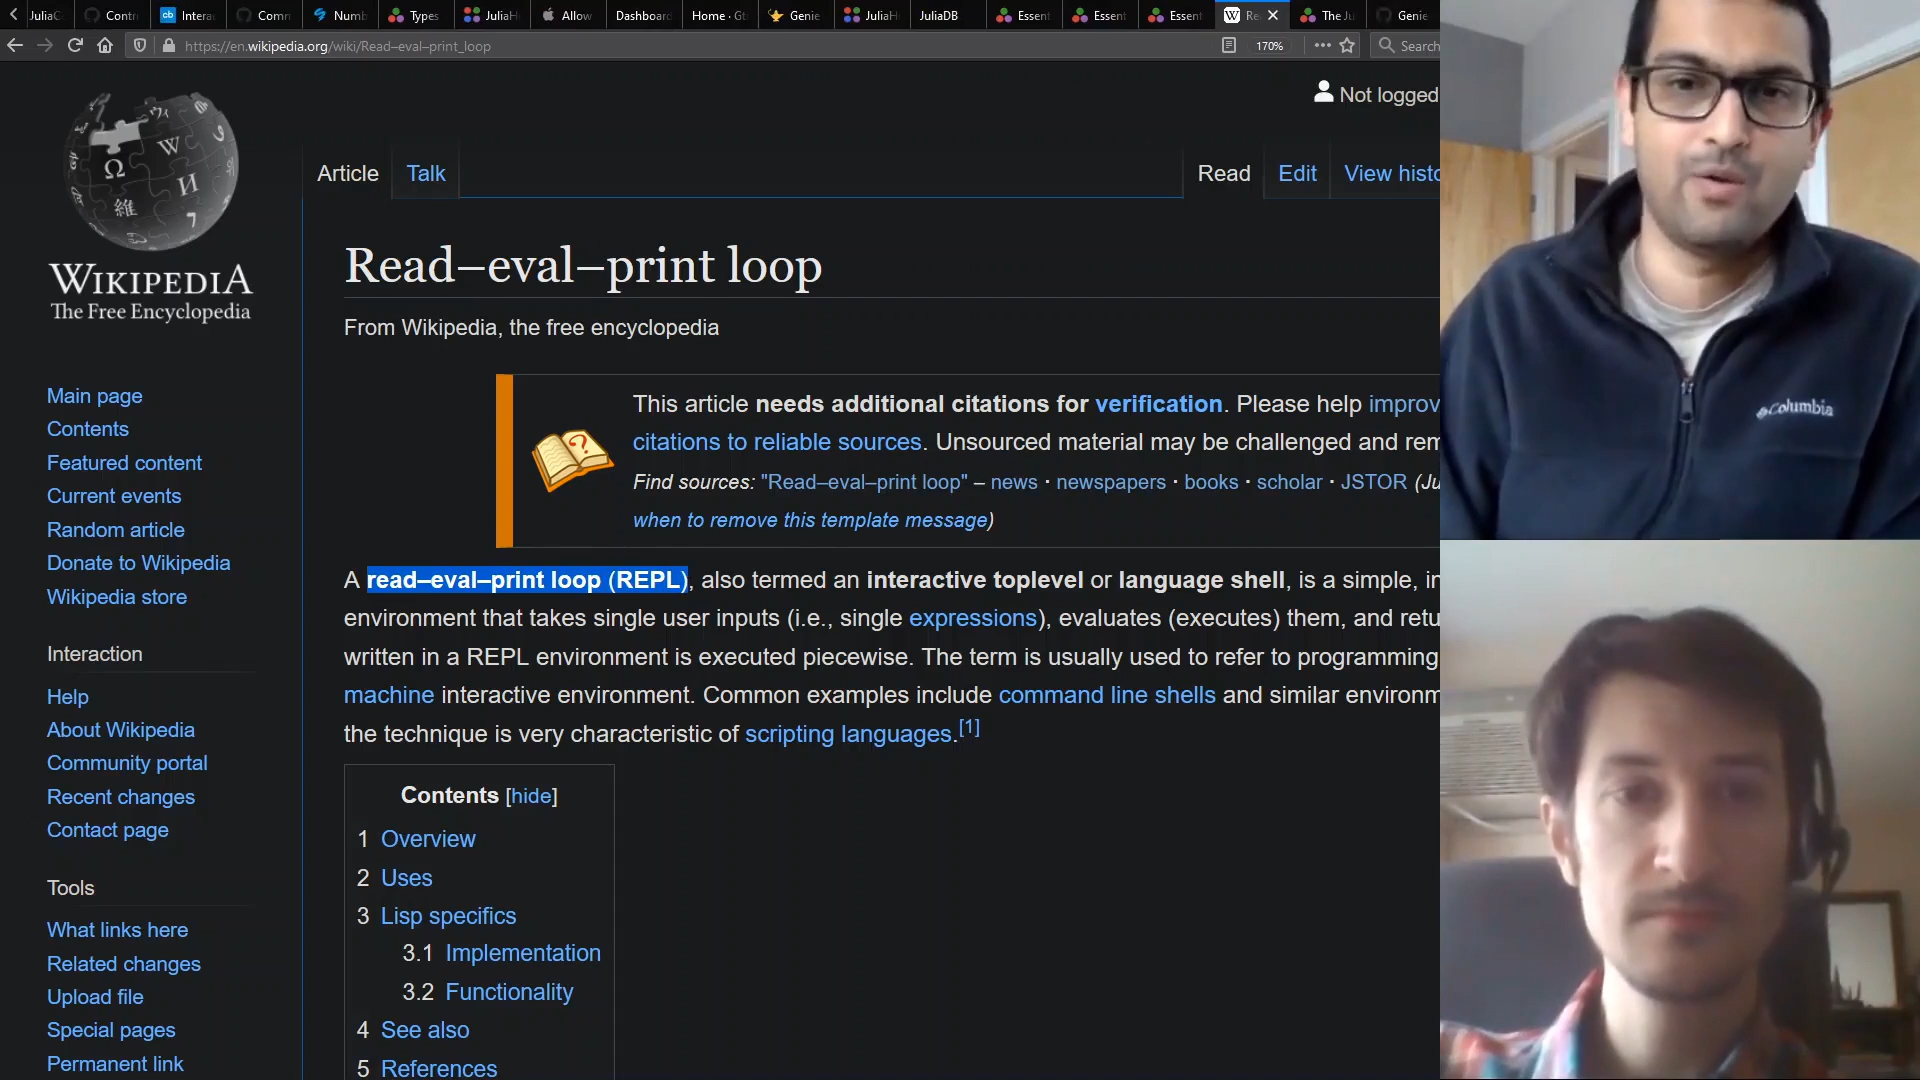 JuliaC
Contri
Intera
Comm
Numb
Types
JuliaH
Allow
Dashboard
Home · Gt
Genie
JuliaH
JuliaDB
Essent
Essent
Essent
Re
The Ju
Genie
https://en.wikipedia.org/wiki/Read–eval–print_loop
170%
Search
Not logged
WIKIPEDIA
The Free Encyclopedia
Article
Talk
Read
Edit
View histo
Read–eval–print loop
From Wikipedia, the free encyclopedia
This article needs additional citations for verification. Please help improv
citations to reliable sources. Unsourced material may be challenged and rem
Find sources: "Read–eval–print loop" – news · newspapers · books · scholar · JSTOR (Ju
when to remove this template message)
A read–eval–print loop (REPL), also termed an interactive toplevel or language shell, is a simple, in
environment that takes single user inputs (i.e., single expressions), evaluates (executes) them, and retu
written in a REPL environment is executed piecewise. The term is usually used to refer to programming
machine interactive environment. Common examples include command line shells and similar environm
the technique is very characteristic of scripting languages.[1]
Contents [hide]
1 Overview
2 Uses
3 Lisp specifics
3.1 Implementation
3.2 Functionality
4 See also
5 References
Main page
Contents
Featured content
Current events
Random article
Donate to Wikipedia
Wikipedia store
Interaction
Help
About Wikipedia
Community portal
Recent changes
Contact page
Tools
What links here
Related changes
Upload file
Special pages
Permanent link
Columbia